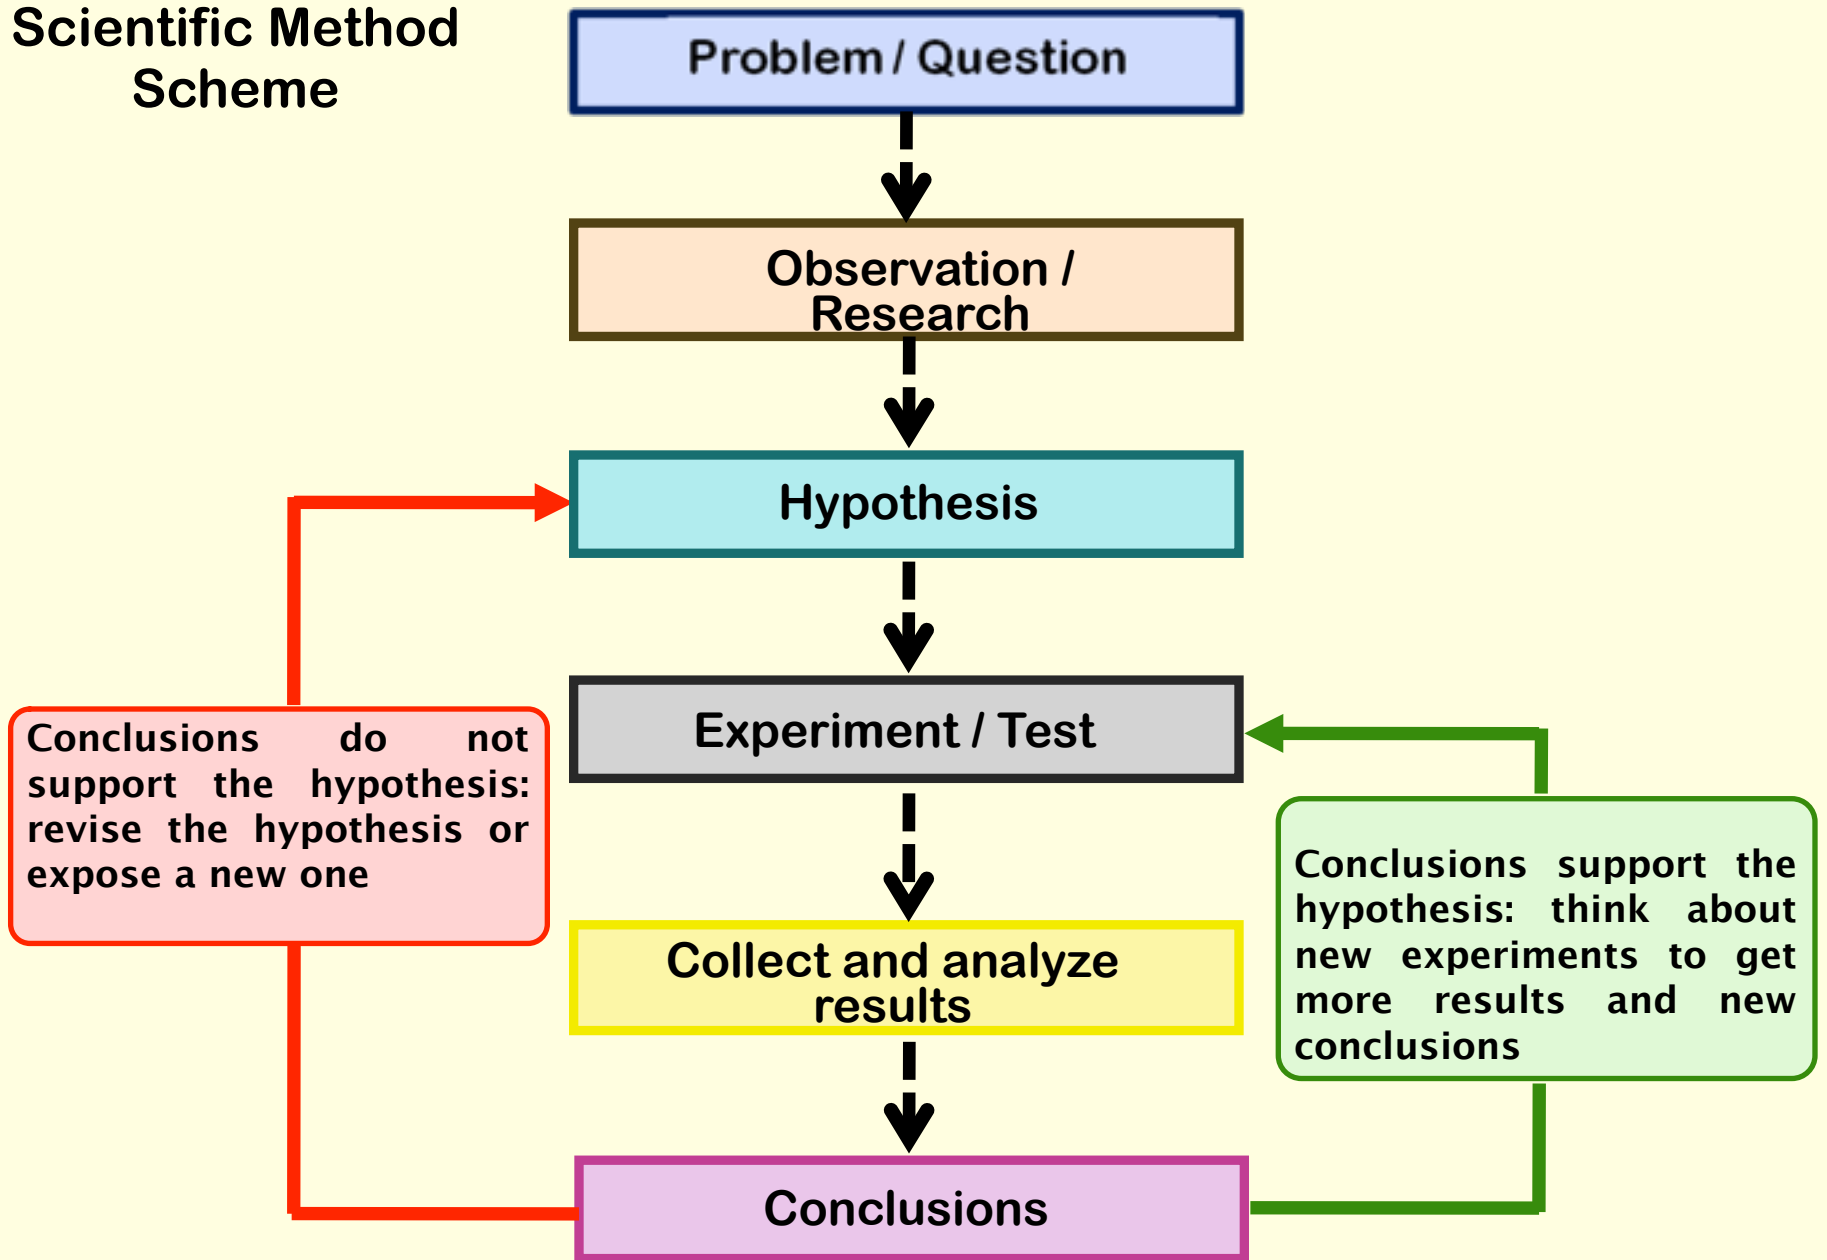 Scientific Method
Scheme
Problem / Question
Observation /
Research
Hypothesis
Experiment / Test
Collect and analyze
results
Conclusions
Conclusions do not
support the hypothesis:
revise the hypothesis or
expose a new one
Conclusions support the
hypothesis: think about
new experiments to get
more results and new
conclusions